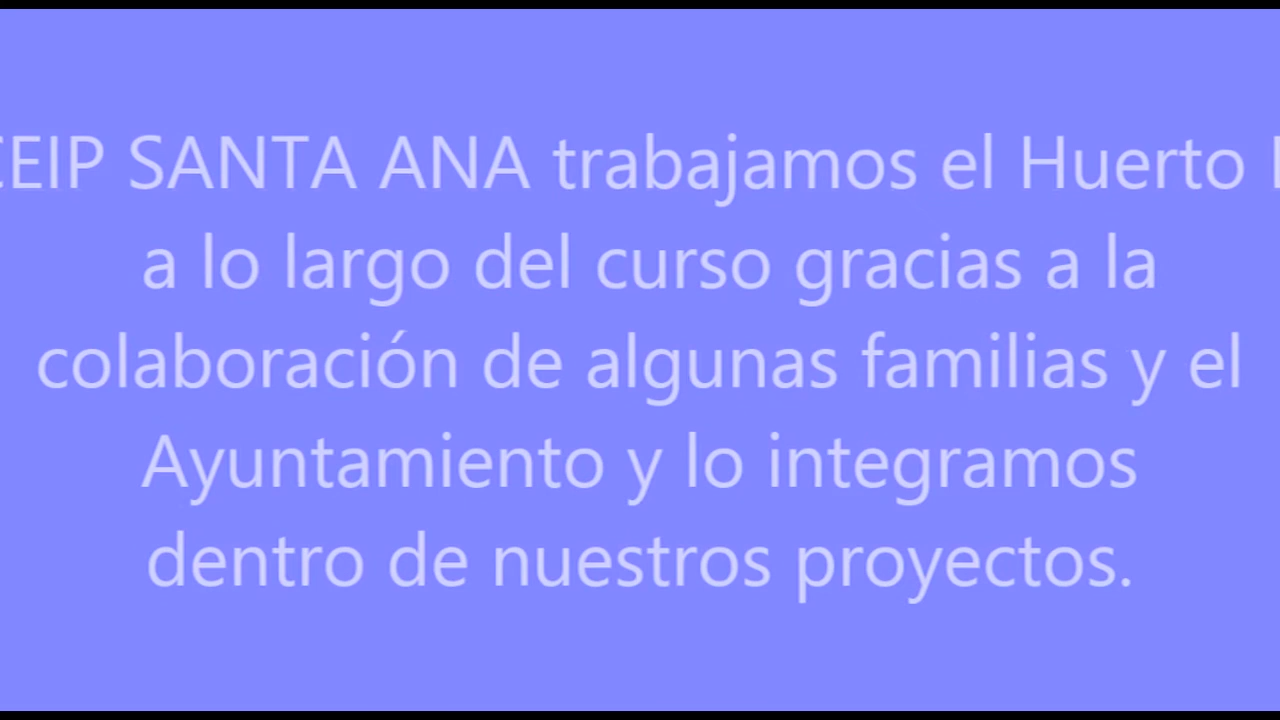 CEIP SANTA ANA trabajamos el Huerto
a lo largo del curso gracias a la
colaboración de algunas familias y el
Ayuntamiento y lo integramos
dentro de nuestros proyectos.